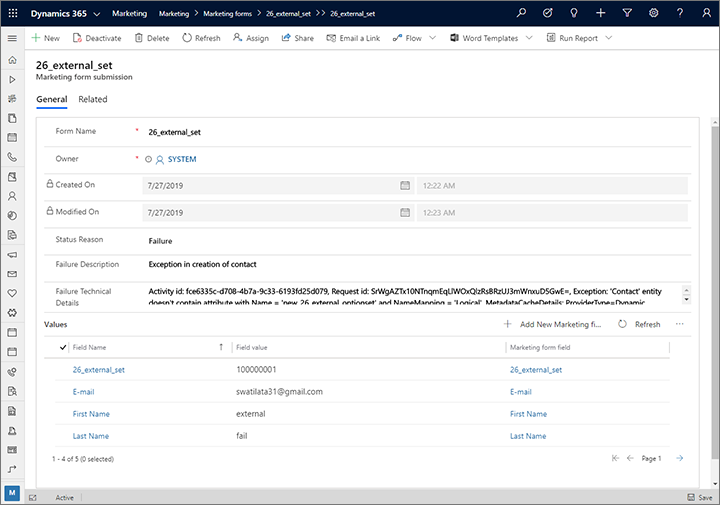 Dynamics 365 Marketing Marketing Marketing forms 26_external_set 26_external_set
New Deactivate Delete Refresh Assign Share Email a Link Flow Word Templates Run Report
26_external_set
Marketing form submission
General Related
Form Name * 26_external_set
Owner * SYSTEM
Created On 7/27/2019 12:22 AM
Modified On 7/27/2019 12:23 AM
Status Reason Failure
Failure Description Exception in creation of contact
Failure Technical Details Activity id: fce6335c-d708-4b7a-9c33-6193fd25d079, Request id: Exception: 'Contact' entity
doesn't contain attribute with Name = 'new_26_external_optionset' and NameMapping = 'Logical'. MetadataCacheDetails: ProviderType=Dynamic
Values Add New Marketing fi... Refresh ...
Field Name Field value Marketing form field
26_external_set 100000001 26_external_set
E-mail swatilata31@gmail.com E-mail
First Name external First Name
Last Name fail Last Name
1 - 4 of 5 (0 selected) Page 1
M Active Save